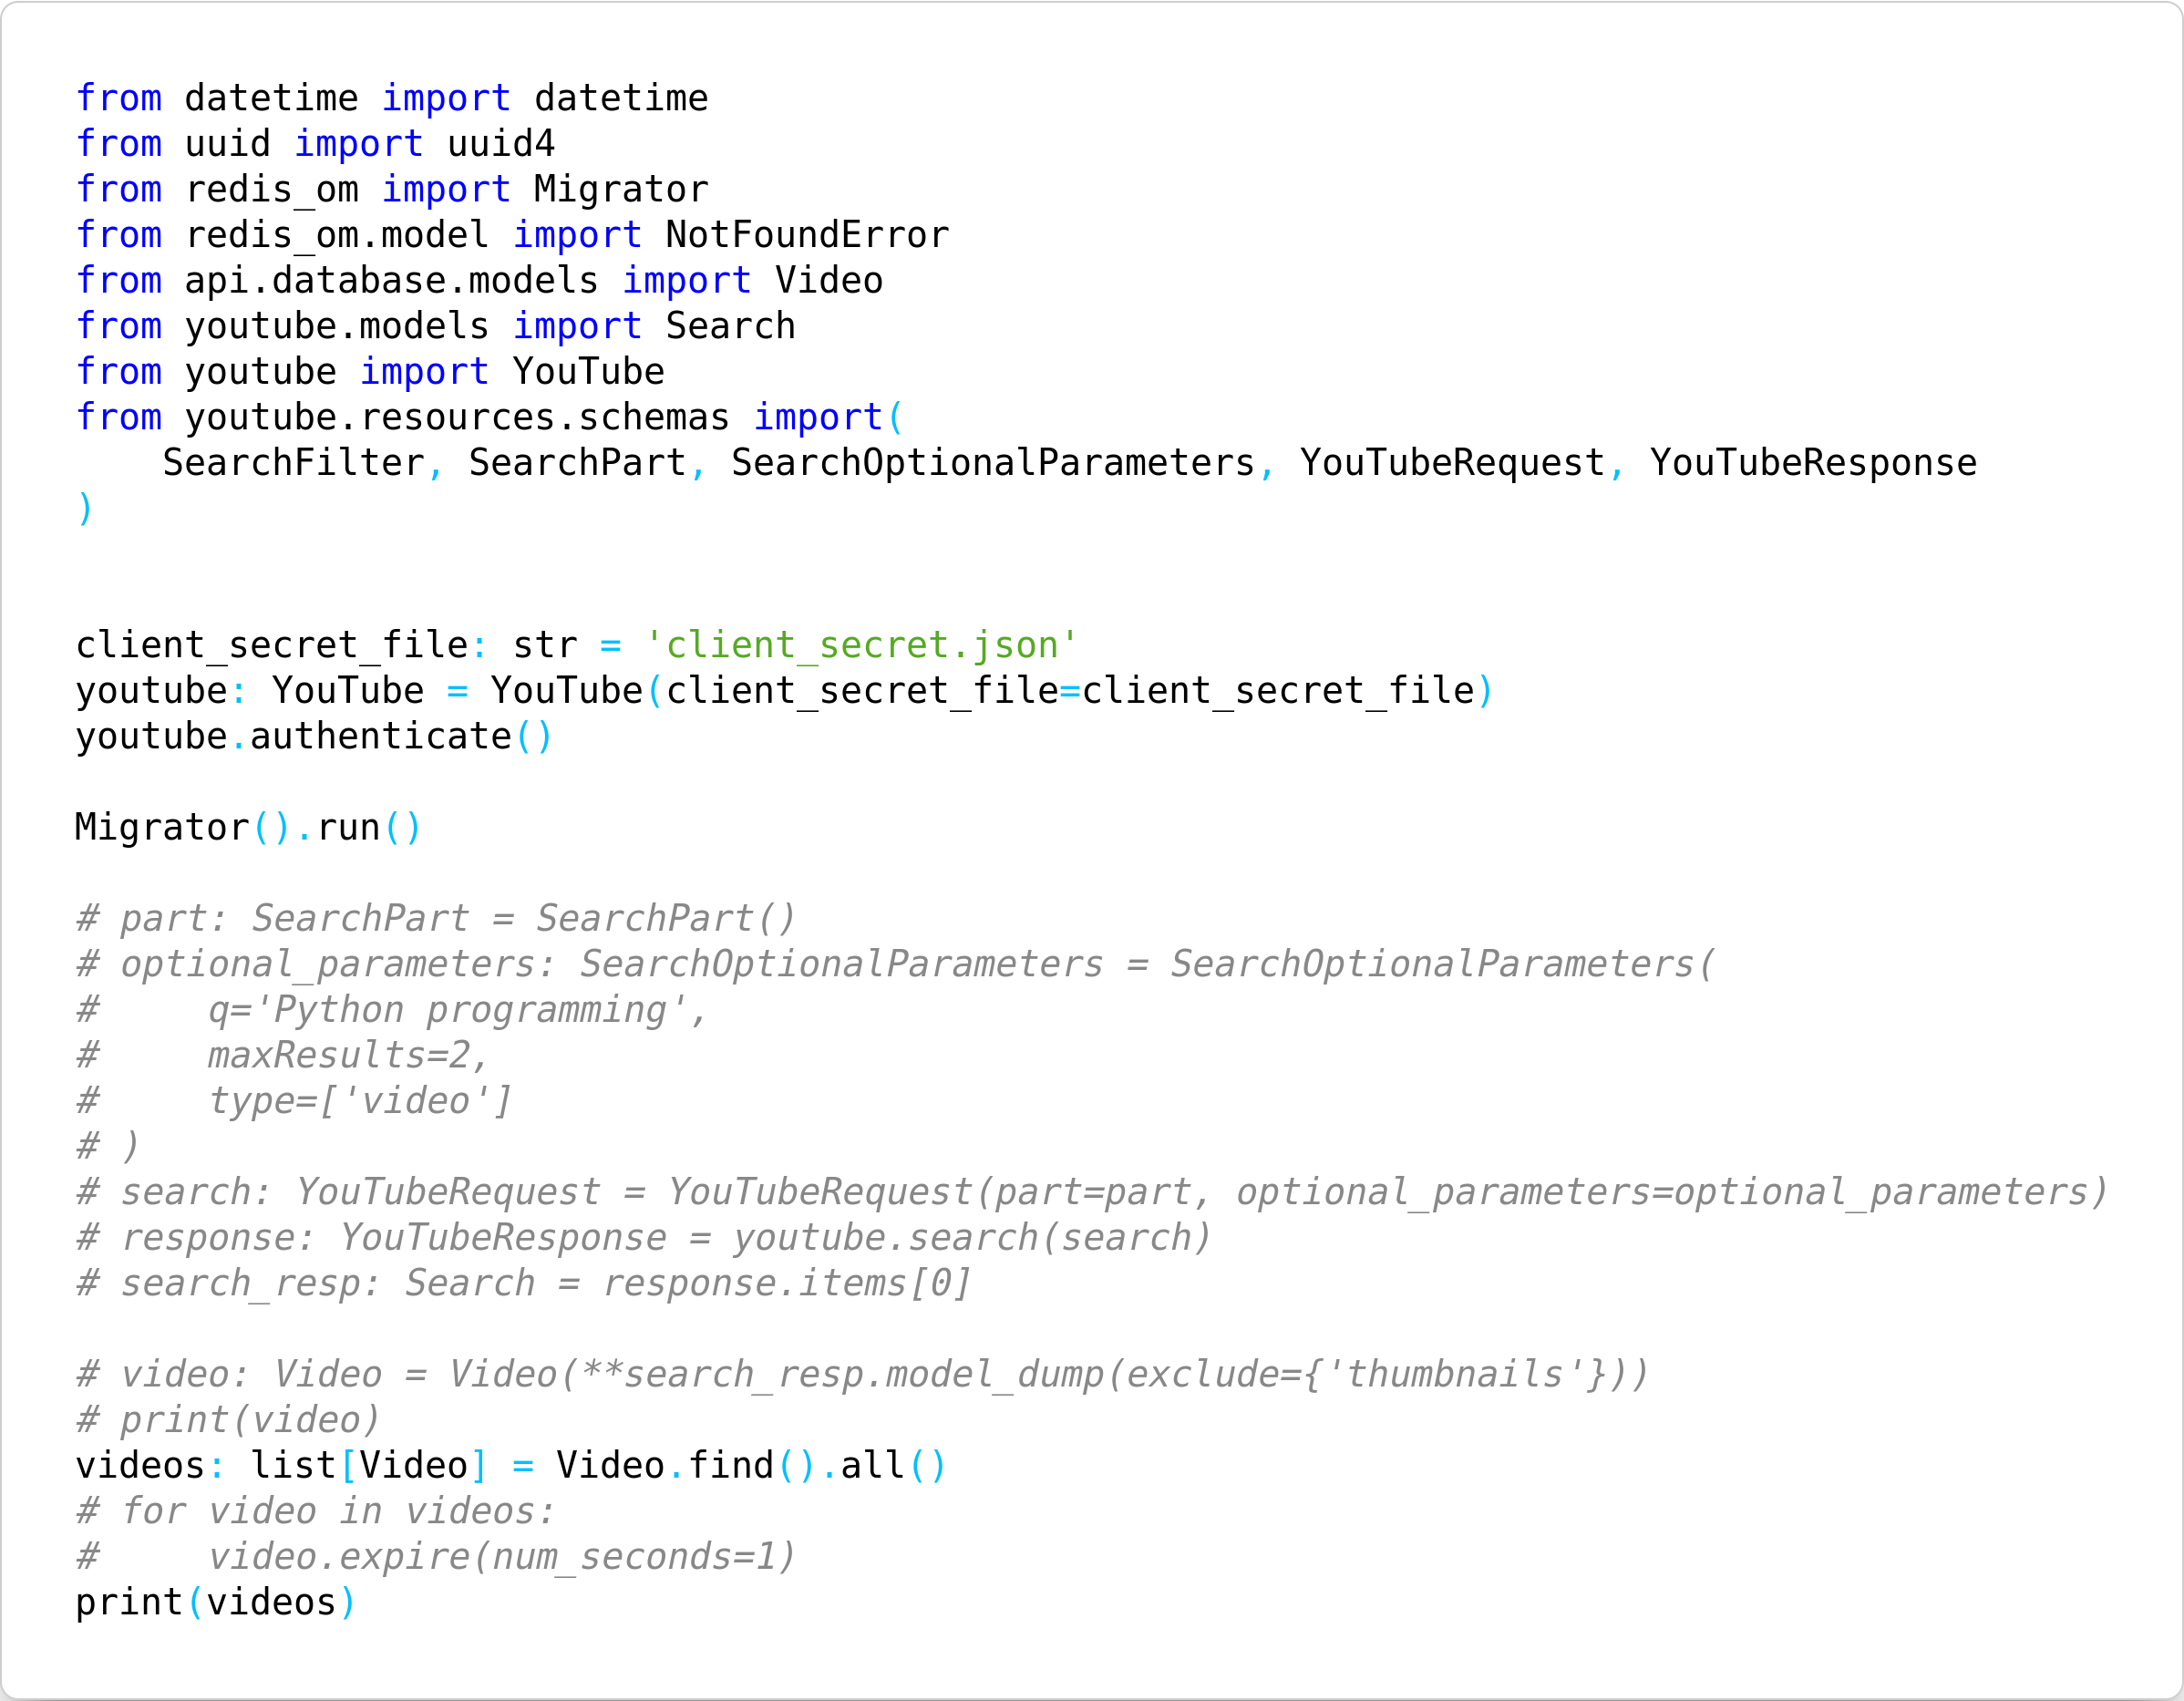 from datetime import datetime
from uuid import uuid4
from redis_om import Migrator
from redis_om.model import NotFoundError
from api.database.models import Video
from youtube.models import Search
from youtube import YouTube
from youtube.resources.schemas import(
    SearchFilter, SearchPart, SearchOptionalParameters, YouTubeRequest, YouTubeResponse
)
client_secret_file: str = 'client_secret.json'
youtube: YouTube = YouTube(client_secret_file=client_secret_file)
youtube.authenticate()
Migrator().run()
# part: SearchPart = SearchPart()
# optional_parameters: SearchOptionalParameters = SearchOptionalParameters(
#     q='Python programming',
#     maxResults=2,
#     type=['video']
# )
# search: YouTubeRequest = YouTubeRequest(part=part, optional_parameters=optional_parameters)
# response: YouTubeResponse = youtube.search(search)
# search_resp: Search = response.items[0]
# video: Video = Video(**search_resp.model_dump(exclude={'thumbnails'}))
# print(video)
videos: list[Video] = Video.find().all()
# for video in videos:
#     video.expire(num_seconds=1)
print(videos)